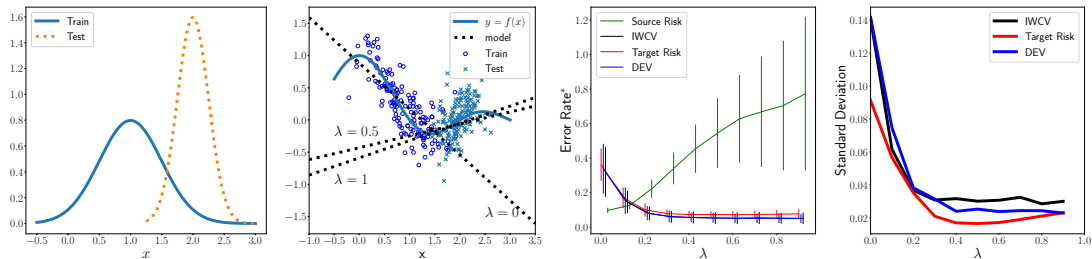 Train
Test
1.6
1.4
1.2
1.0
0.8
0.6
0.4
0.2
0.0
-0.5 0.0 0.5 1.0 1.5 2.0 2.5 3.0
x
y = f(x)
model
Train
Test
1.5
1.0
0.5
0.0
-0.5
-1.0
-1.5
λ = 0.5
λ = 1
λ = 0
-1.0 -0.5 0.0 0.5 1.0 1.5 2.0 2.5 3.0 3.5
x
Source Risk
IWCV
Target Risk
DEV
Error Rate*
1.2
1.0
0.8
0.6
0.4
0.2
0.0
0.0 0.2 0.4 0.6 0.8
λ
IWCV
Target Risk
DEV
Standard Deviation
0.14
0.12
0.10
0.08
0.06
0.04
0.02
0.0 0.2 0.4 0.6 0.8 1.0
λ